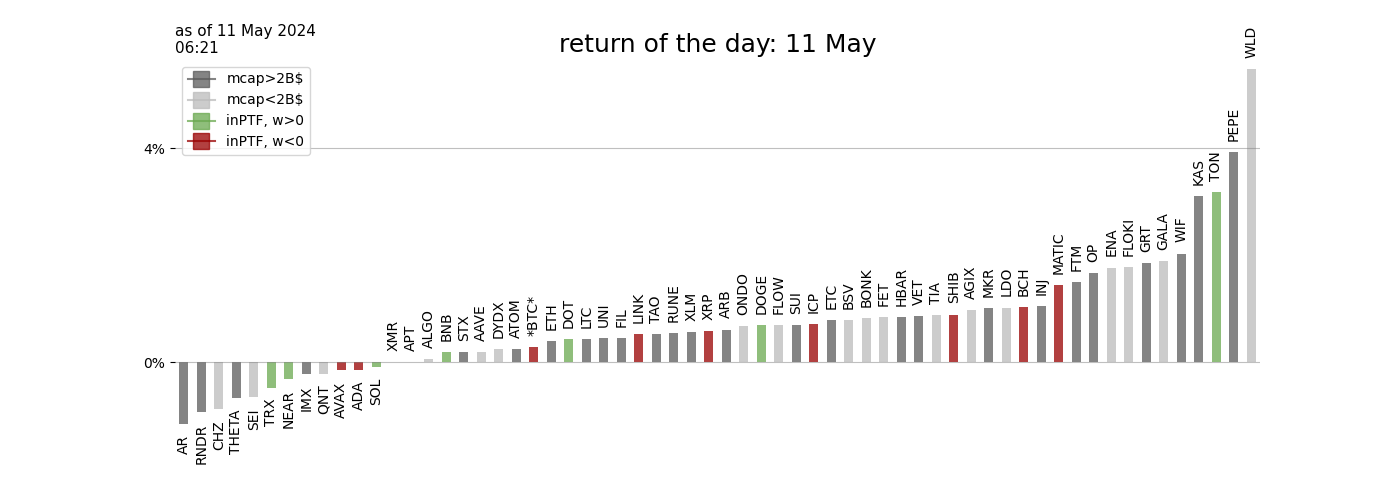 as of 11 May 2024
06:21
return of the day: 11 May
mcap>2B$
mcap<2B$
inPTF, w>0
inPTF, w<0
4%
0%
AR
RNDR
CHZ
THETA
SEI
TRX
NEAR
IMX
QNT
AVAX
ADA
SOL
XMR
APT
ALGO
BNB
STX
AAVE
DYDX
ATOM
*BTC*
ETH
DOT
LTC
UNI
FIL
LINK
TAO
RUNE
XLM
XRP
ARB
ONDO
DOGE
FLOW
SUI
ICP
ETC
BSV
BONK
FET
HBAR
VET
TIA
SHIB
AGIX
MKR
LDO
BCH
INJ
MATIC
FTM
OP
ENA
FLOKI
GRT
GALA
WIF
KAS
TON
PEPE
WLD